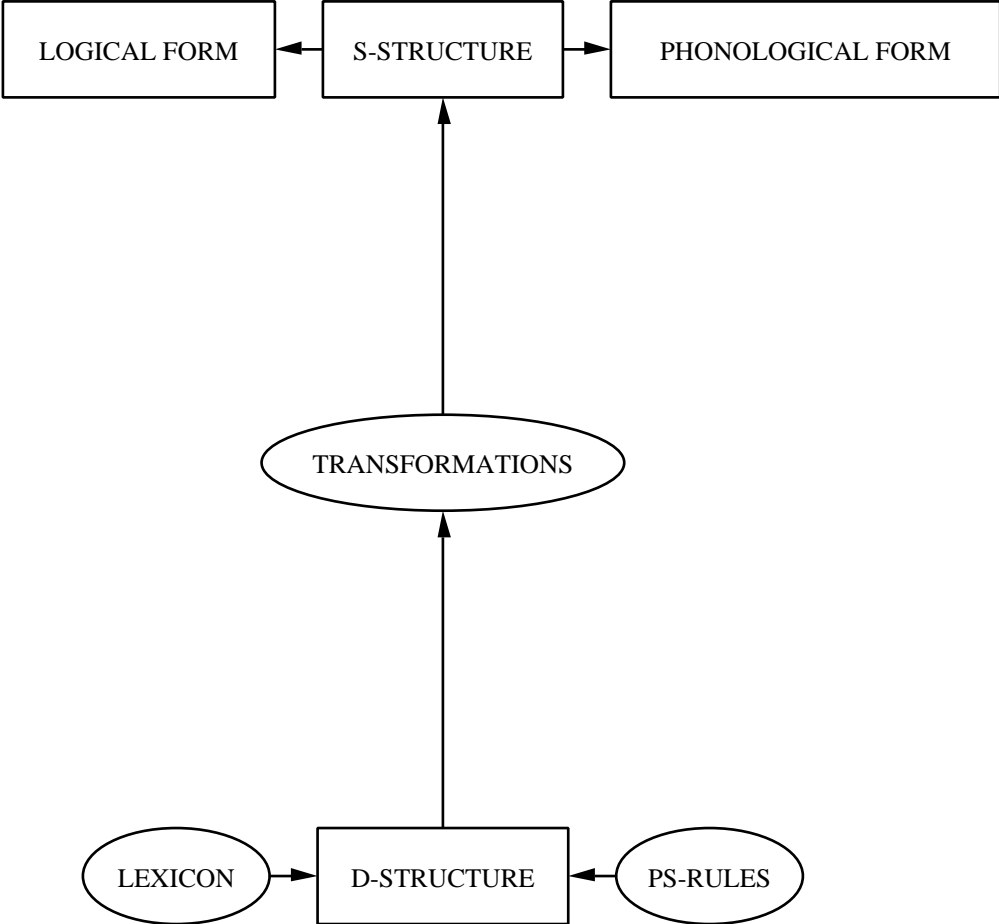 LOGICAL FORM
S-STRUCTURE
PHONOLOGICAL FORM
TRANSFORMATIONS
LEXICON
D-STRUCTURE
PS-RULES